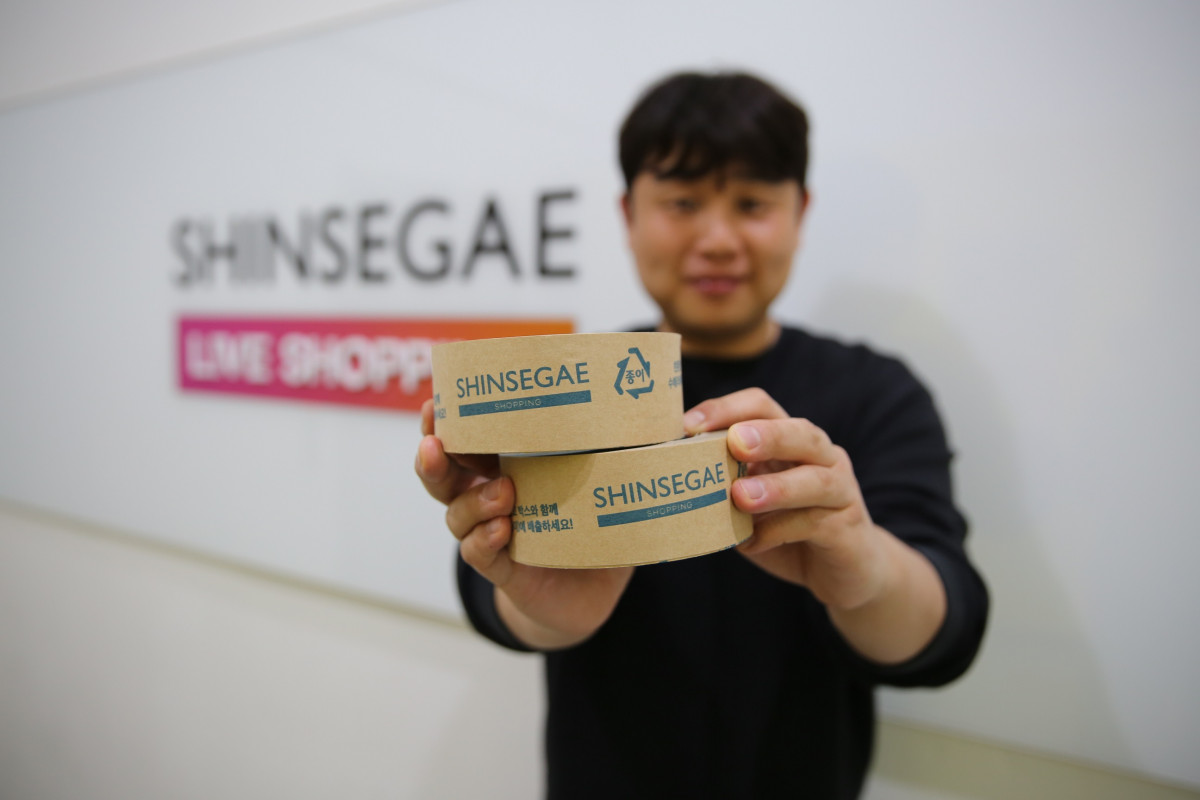 SHINSEGAE
LIVE SHOPP
SHINSEGAE
SHOPPING
종이
SHINSEGAE
SHOPPING
박스와 함께
배출하세요!